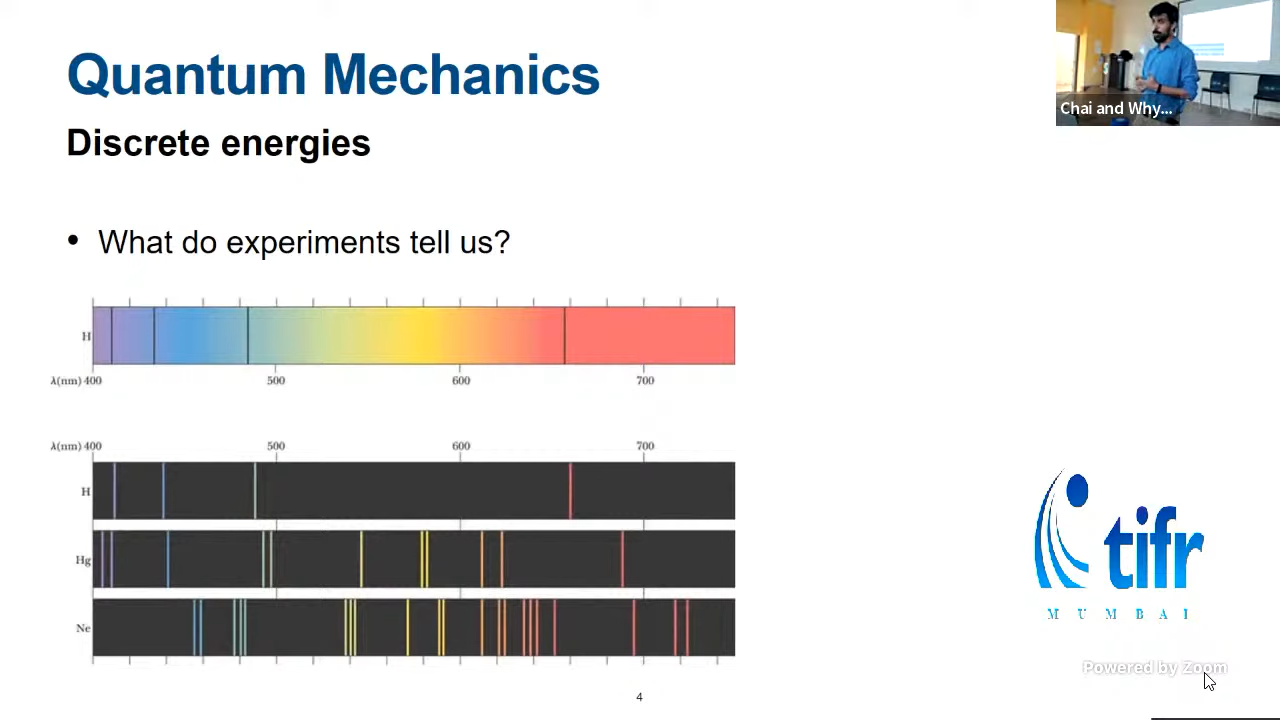 Quantum Mechanics
Chai and Why...
Discrete energies
• What do experiments tell us?
H
λ(nm) 400 500 600 700
λ(nm) 400 500 600 700
H
Hg
Ne
tifr
MUMBAI
Powered by Zoom
4